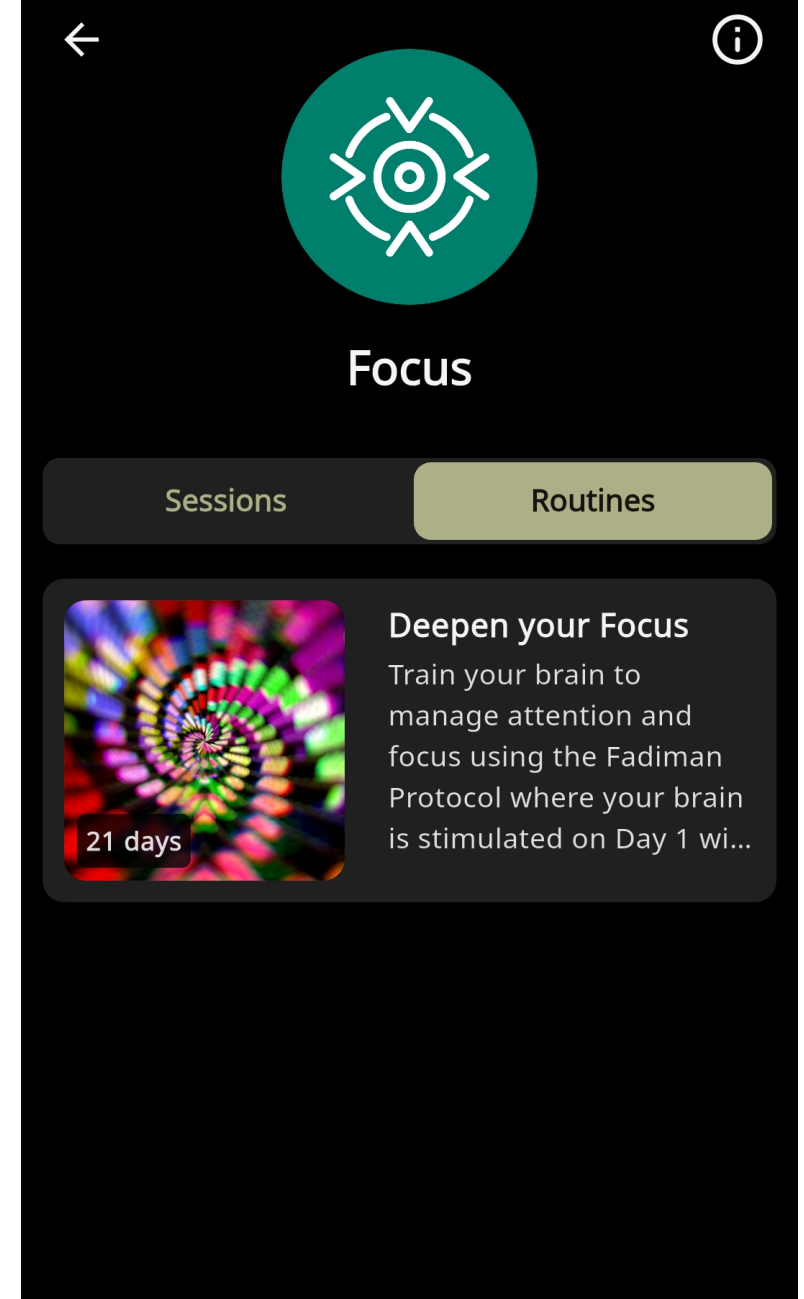 Focus
Sessions
Routines
Deepen your Focus
Train your brain to
manage attention and
focus using the Fadiman
Protocol where your brain
is stimulated on Day 1 wi...
21 days